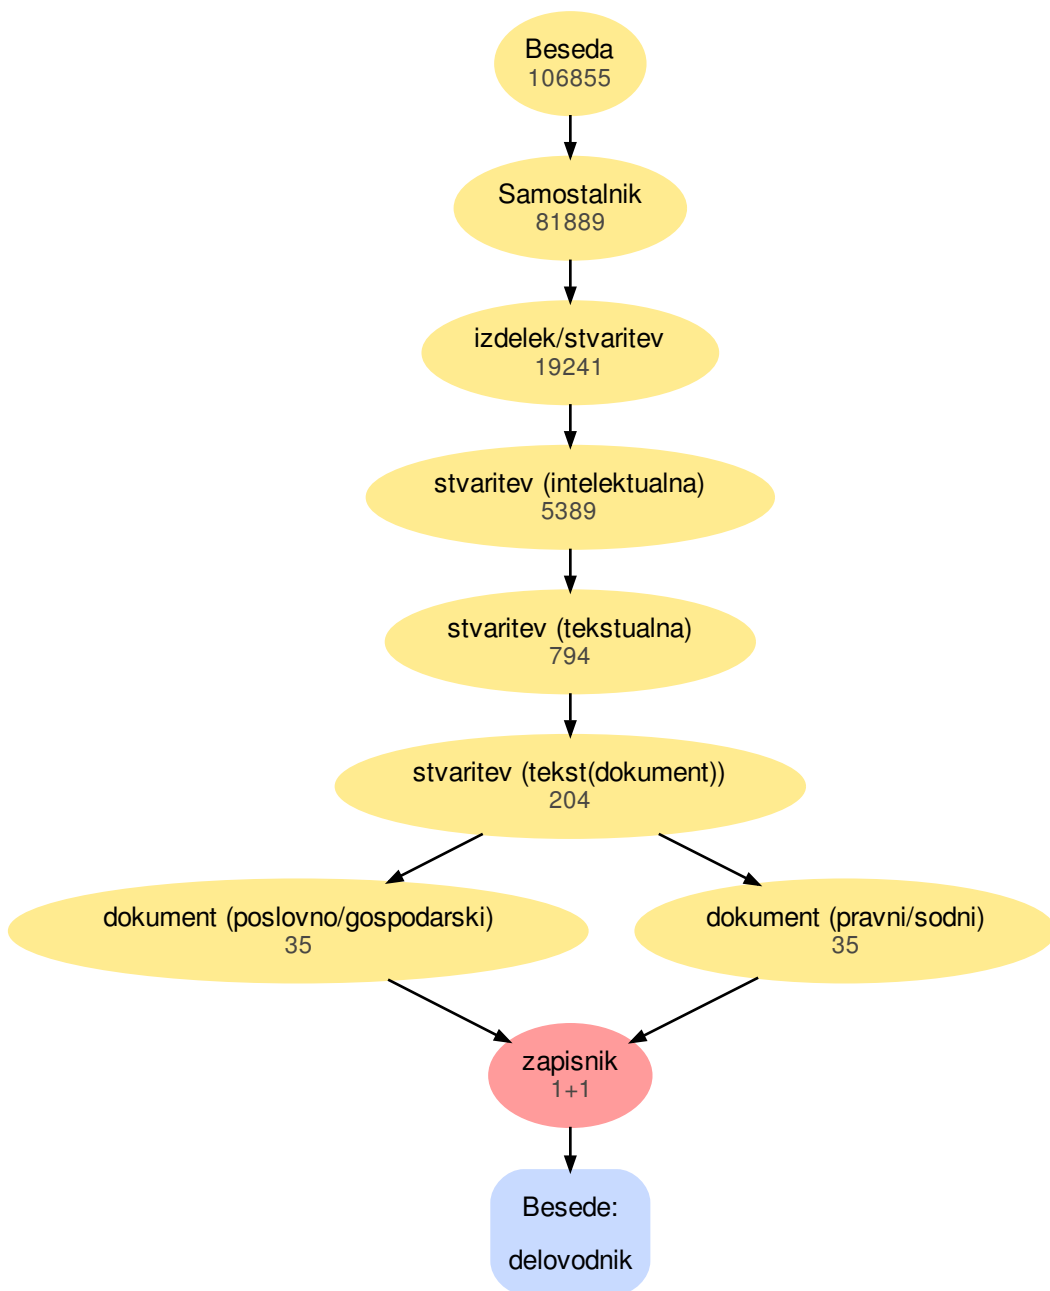 Beseda
106855
Samostalnik
81889
izdelek/stvaritev
19241
stvaritev (intelektualna)
5389
stvaritev (tekstualna)
794
stvaritev (tekst(dokument))
204
dokument (poslovno/gospodarski)
35
dokument (pravni/sodni)
35
zapisnik
1+1
Besede:
delovodnik